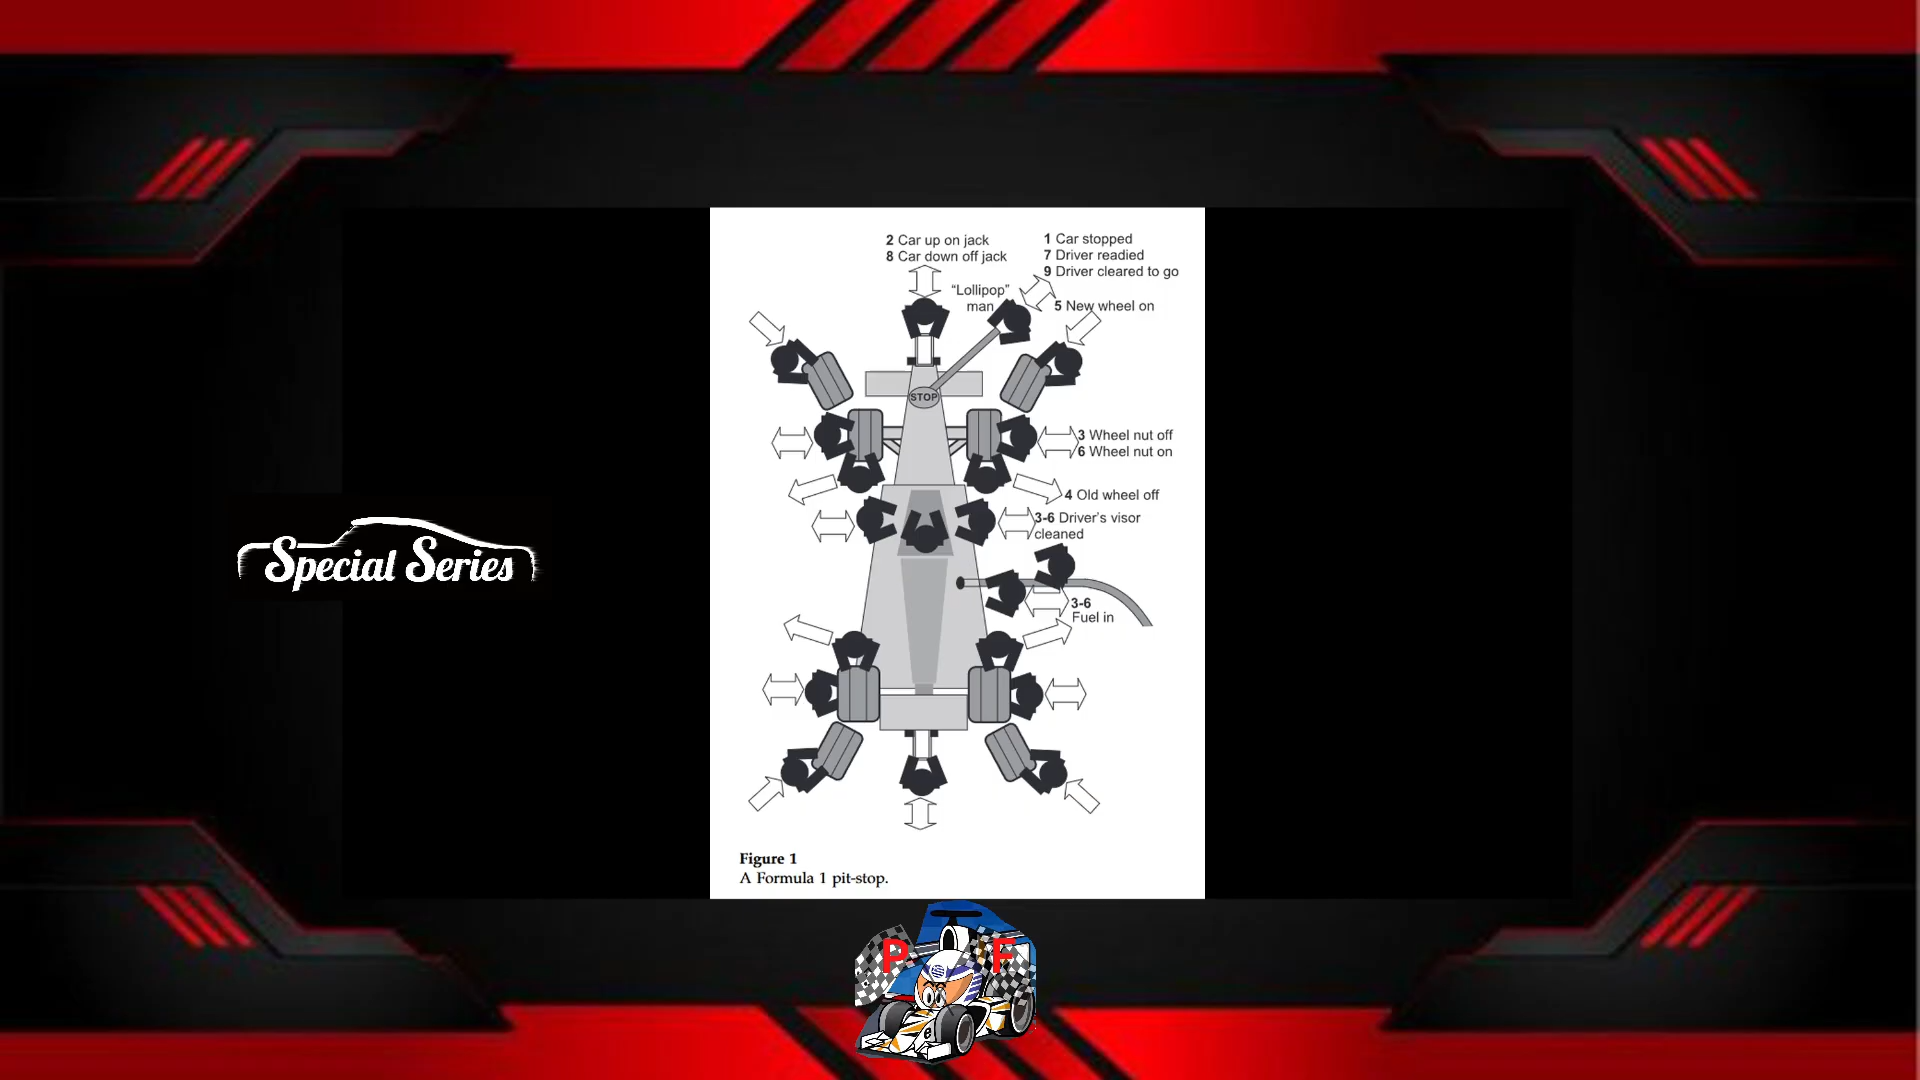 2 Car up on jack
8 Car down off jack
1 Car stopped
7 Driver readied
9 Driver cleared to go
"Lollipop"
man
5 New wheel on
STOP
3 Wheel nut off
6 Wheel nut on
4 Old wheel off
3-6 Driver's visor
cleaned
3-6
Fuel in
Special Series
Figure 1
A Formula 1 pit-stop.
P F